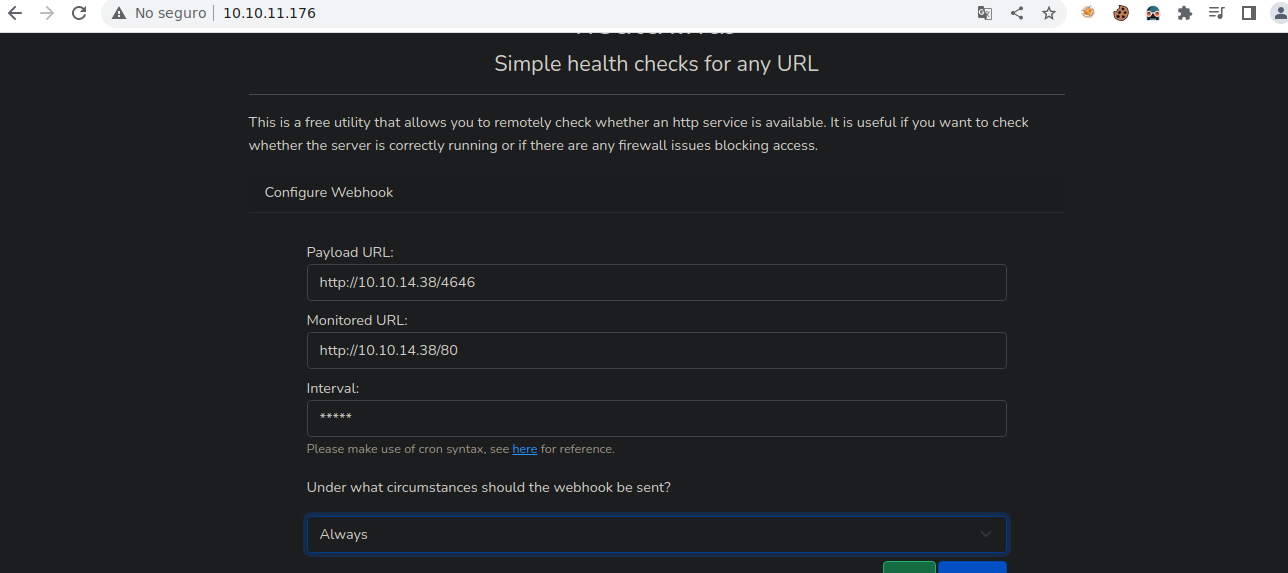 No seguro
10.10.11.176
Simple health checks for any URL
This is a free utility that allows you to remotely check whether an http service is available. It is useful if you want to check
whether the server is correctly running or if there are any firewall issues blocking access.
Configure Webhook
Payload URL:
http://10.10.14.38/4646
Monitored URL:
http://10.10.14.38/80
Interval:
*****
Please make use of cron syntax, see here for reference.
Under what circumstances should the webhook be sent?
Always